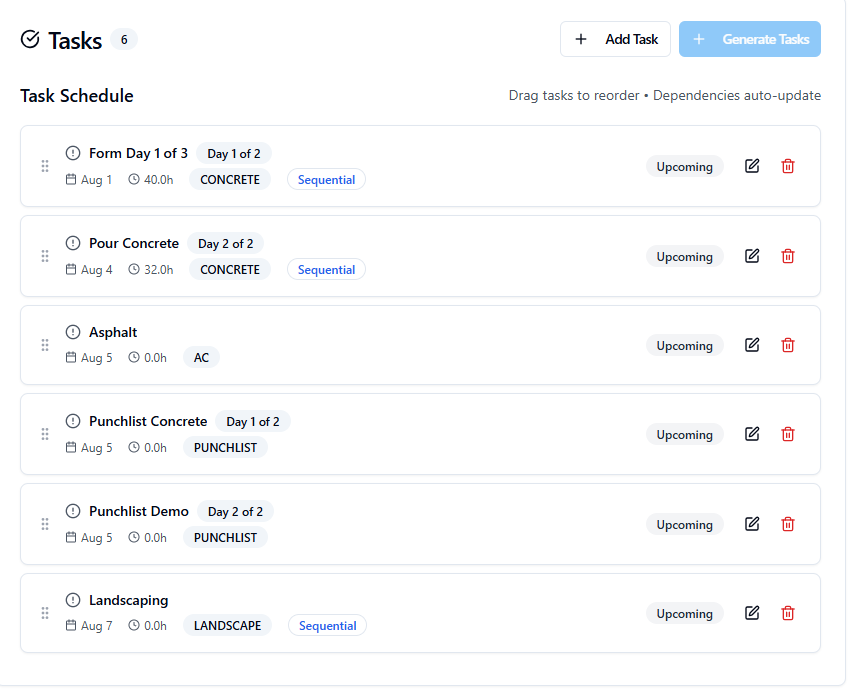 Tasks 6
+ Add Task
+ Generate Tasks
Task Schedule
Drag tasks to reorder • Dependencies auto-update
Form Day 1 of 3 Day 1 of 2
Aug 1 40.0h CONCRETE Sequential
Upcoming
Pour Concrete Day 2 of 2
Aug 4 32.0h CONCRETE Sequential
Upcoming
Asphalt
Aug 5 0.0h AC
Upcoming
Punchlist Concrete Day 1 of 2
Aug 5 0.0h PUNCHLIST
Upcoming
Punchlist Demo Day 2 of 2
Aug 5 0.0h PUNCHLIST
Upcoming
Landscaping
Aug 7 0.0h LANDSCAPE Sequential
Upcoming